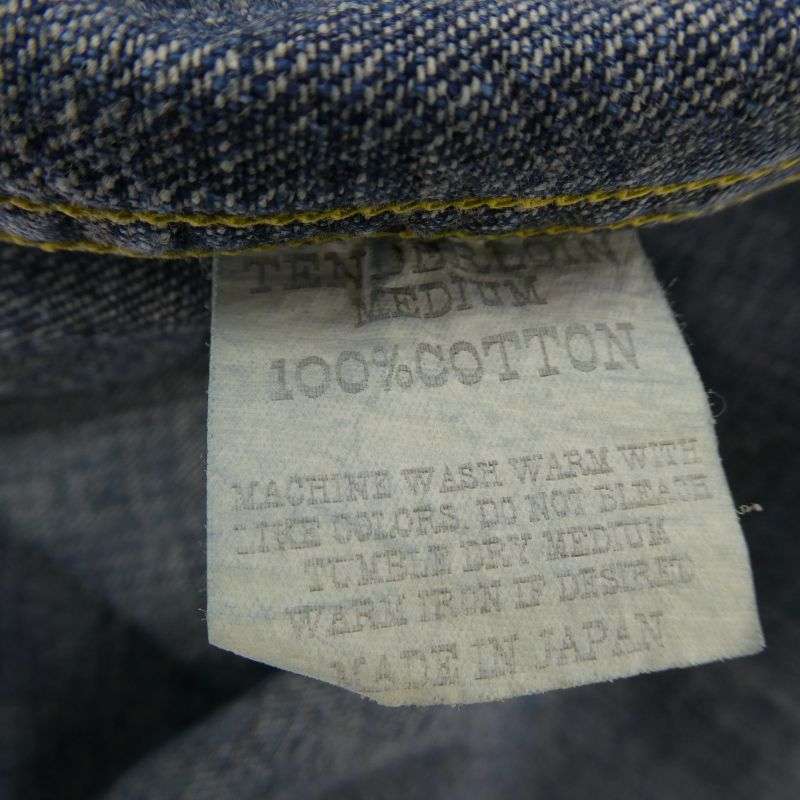 TENDERLOIN
MEDIUM
100%COTTON
MACHINE WASH WARM WITH
LIKE COLORS, DO NOT BLEACH
TUMBLE DRY MEDIUM
WARM IRON IF DESIRED
MADE IN JAPAN